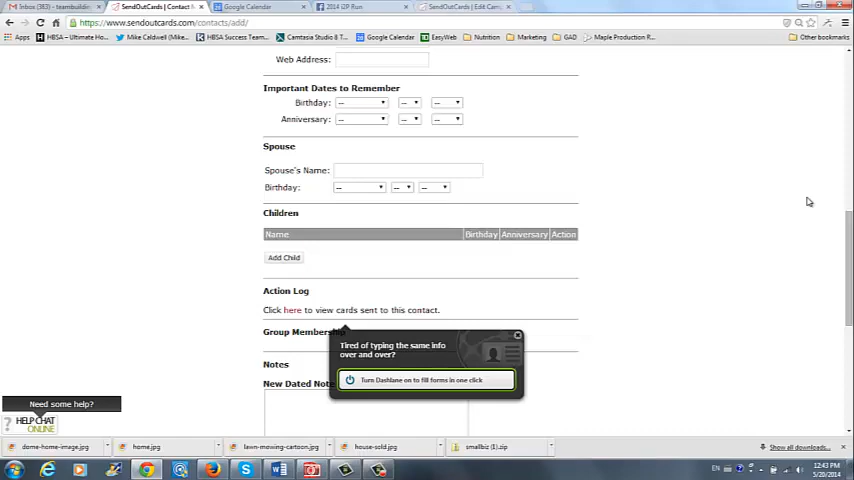 Inbox (383) - teambuilding
SendOutCards | Contact M
Google Calendar
2014 I2P Run
SendOutCards | Edit Cam
https://www.sendoutcards.com/contacts/add/
Apps
HBSA – Ultimate Ho...
Mike Caldwell (Mike...
HBSA Success Team...
Camtasia Studio 8 T...
Google Calendar
EasyWeb
Nutrition
Marketing
GAD
Maple Production R...
Other bookmarks
Web Address:
Important Dates to Remember
Birthday: -- -- --
Anniversary: -- -- --
Spouse
Spouse's Name:
Birthday: -- -- --
Children
Name Birthday Anniversary Action
Add Child
Action Log
Click here to view cards sent to this contact.
Group Membership
Tired of typing the same info
over and over?
Turn Dashlane on to fill forms in one click
Notes
New Dated Note
Need some help?
HELP CHAT
ONLINE
dome-home-image.jpg
home.jpg
lawn-mowing-cartoon.jpg
house-sold.jpg
smallbiz (1).zip
Show all downloads...
EN
12:43 PM
5/20/2014